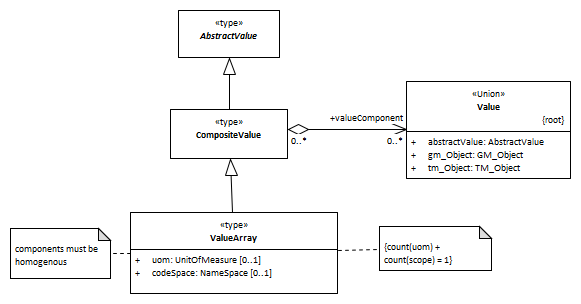 «type»
AbstractValue
«type»
CompositeValue
0..*
+valueComponent
0..*
«Union»
Value
{root}
+ abstractValue: AbstractValue
+ gm_Object: GM_Object
+ tm_Object: TM_Object
components must be
homogenous
«type»
ValueArray
+ uom: UnitOfMeasure [0..1]
+ codeSpace: NameSpace [0..1]
{count(uom) +
count(scope) = 1}